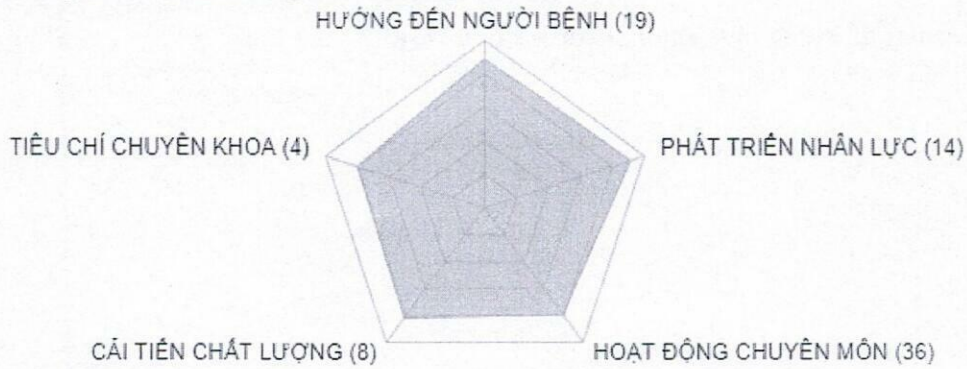 HƯỚNG ĐẾN NGƯỜI BỆNH (19)
TIÊU CHÍ CHUYÊN KHOA (4)
PHÁT TRIỂN NHÂN LỰC (14)
CẢI TIẾN CHẤT LƯỢNG (8)
HOẠT ĐỘNG CHUYÊN MÔN (36)